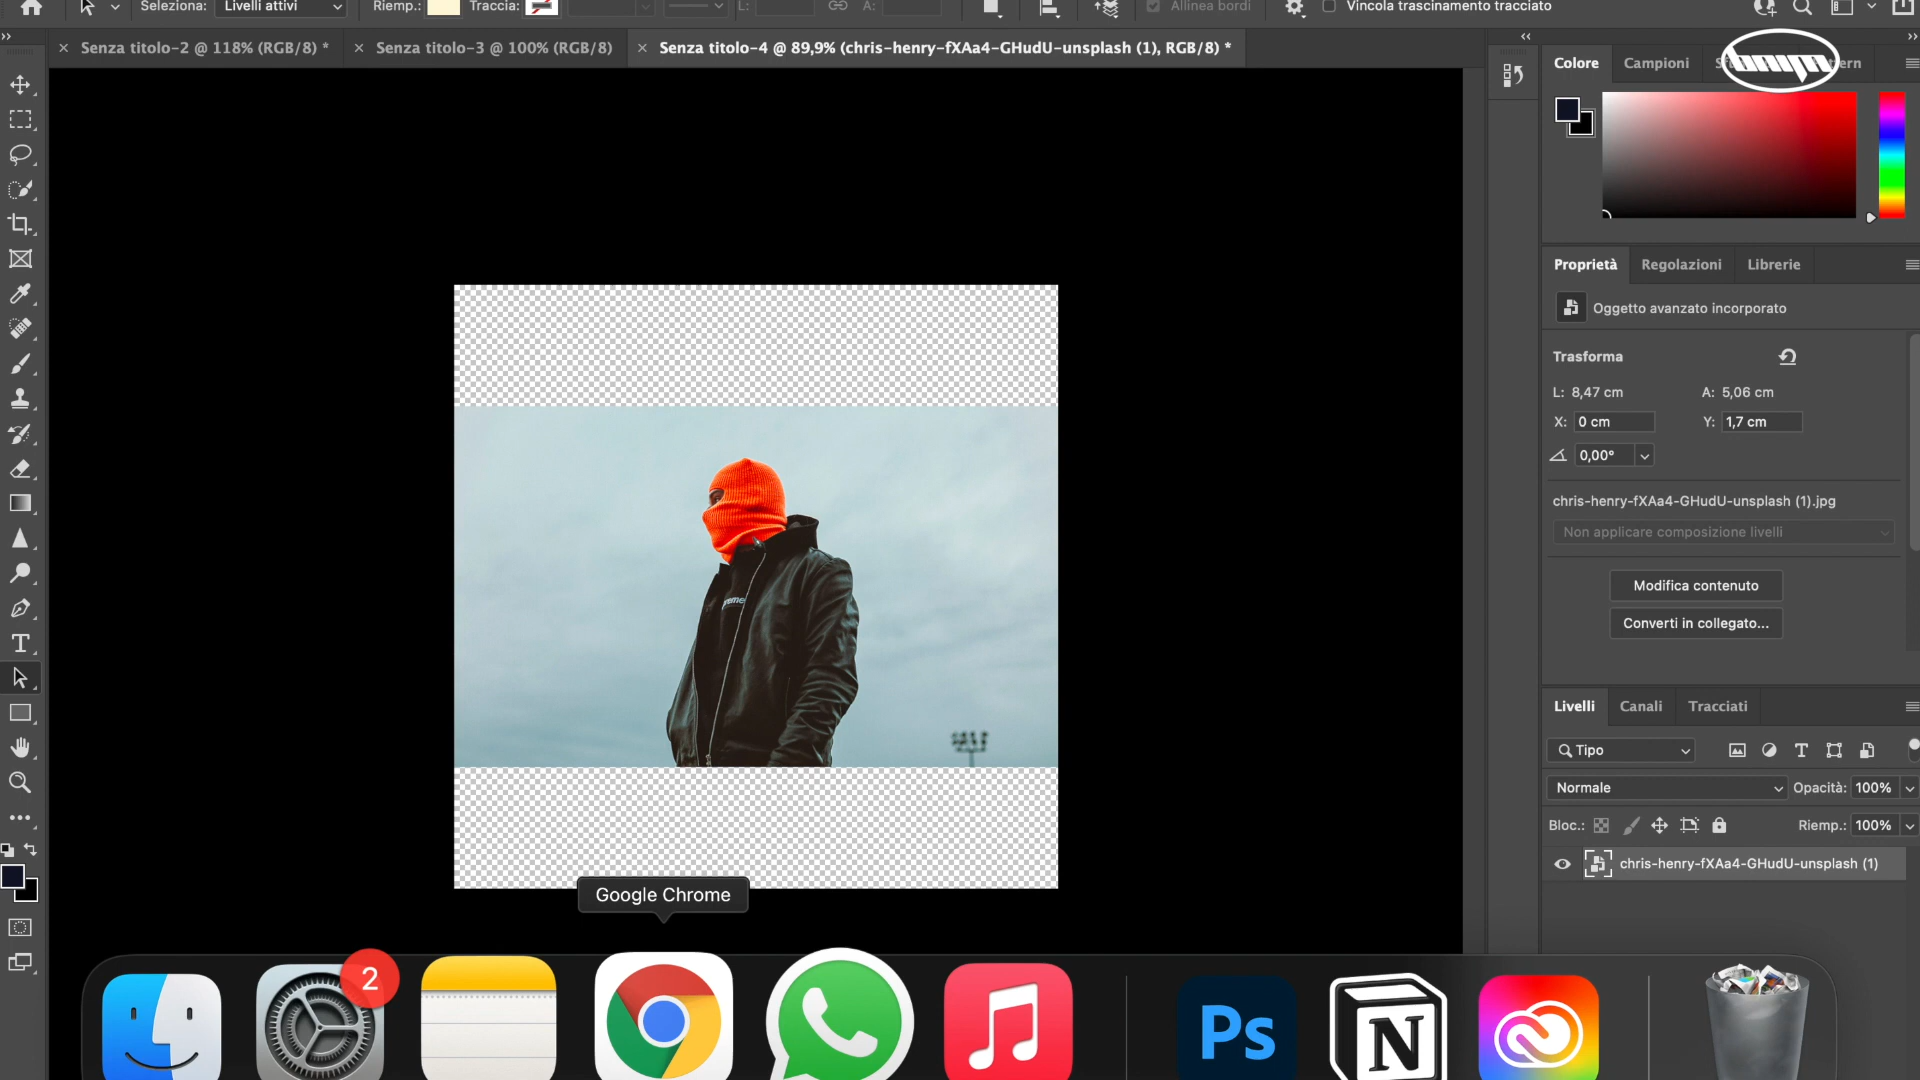 Seleziona: Livelli attivi Riemp.: Traccia: L: A: Allinea bordi Vincola trascinamento tracciato
Senza titolo-2 @ 118% (RGB/8) *
Senza titolo-3 @ 100% (RGB/8)
Senza titolo-4 @ 89,9% (chris-henry-fXAa4-GHudU-unsplash (1), RGB/8) *
Colore Campioni
Proprietà Regolazioni Librerie
Oggetto avanzato incorporato
Trasforma
L: 8,47 cm A: 5,06 cm
X: 0 cm Y: 1,7 cm
0,00°
chris-henry-fXAa4-GHudU-unsplash (1).jpg
Non applicare composizione livelli
Modifica contenuto
Converti in collegato...
Livelli Canali Tracciati
Tipo
Normale Opacità: 100%
Bloc.: Riemp.: 100%
chris-henry-fXAa4-GHudU-unsplash (1)
Google Chrome
2
Ps
N